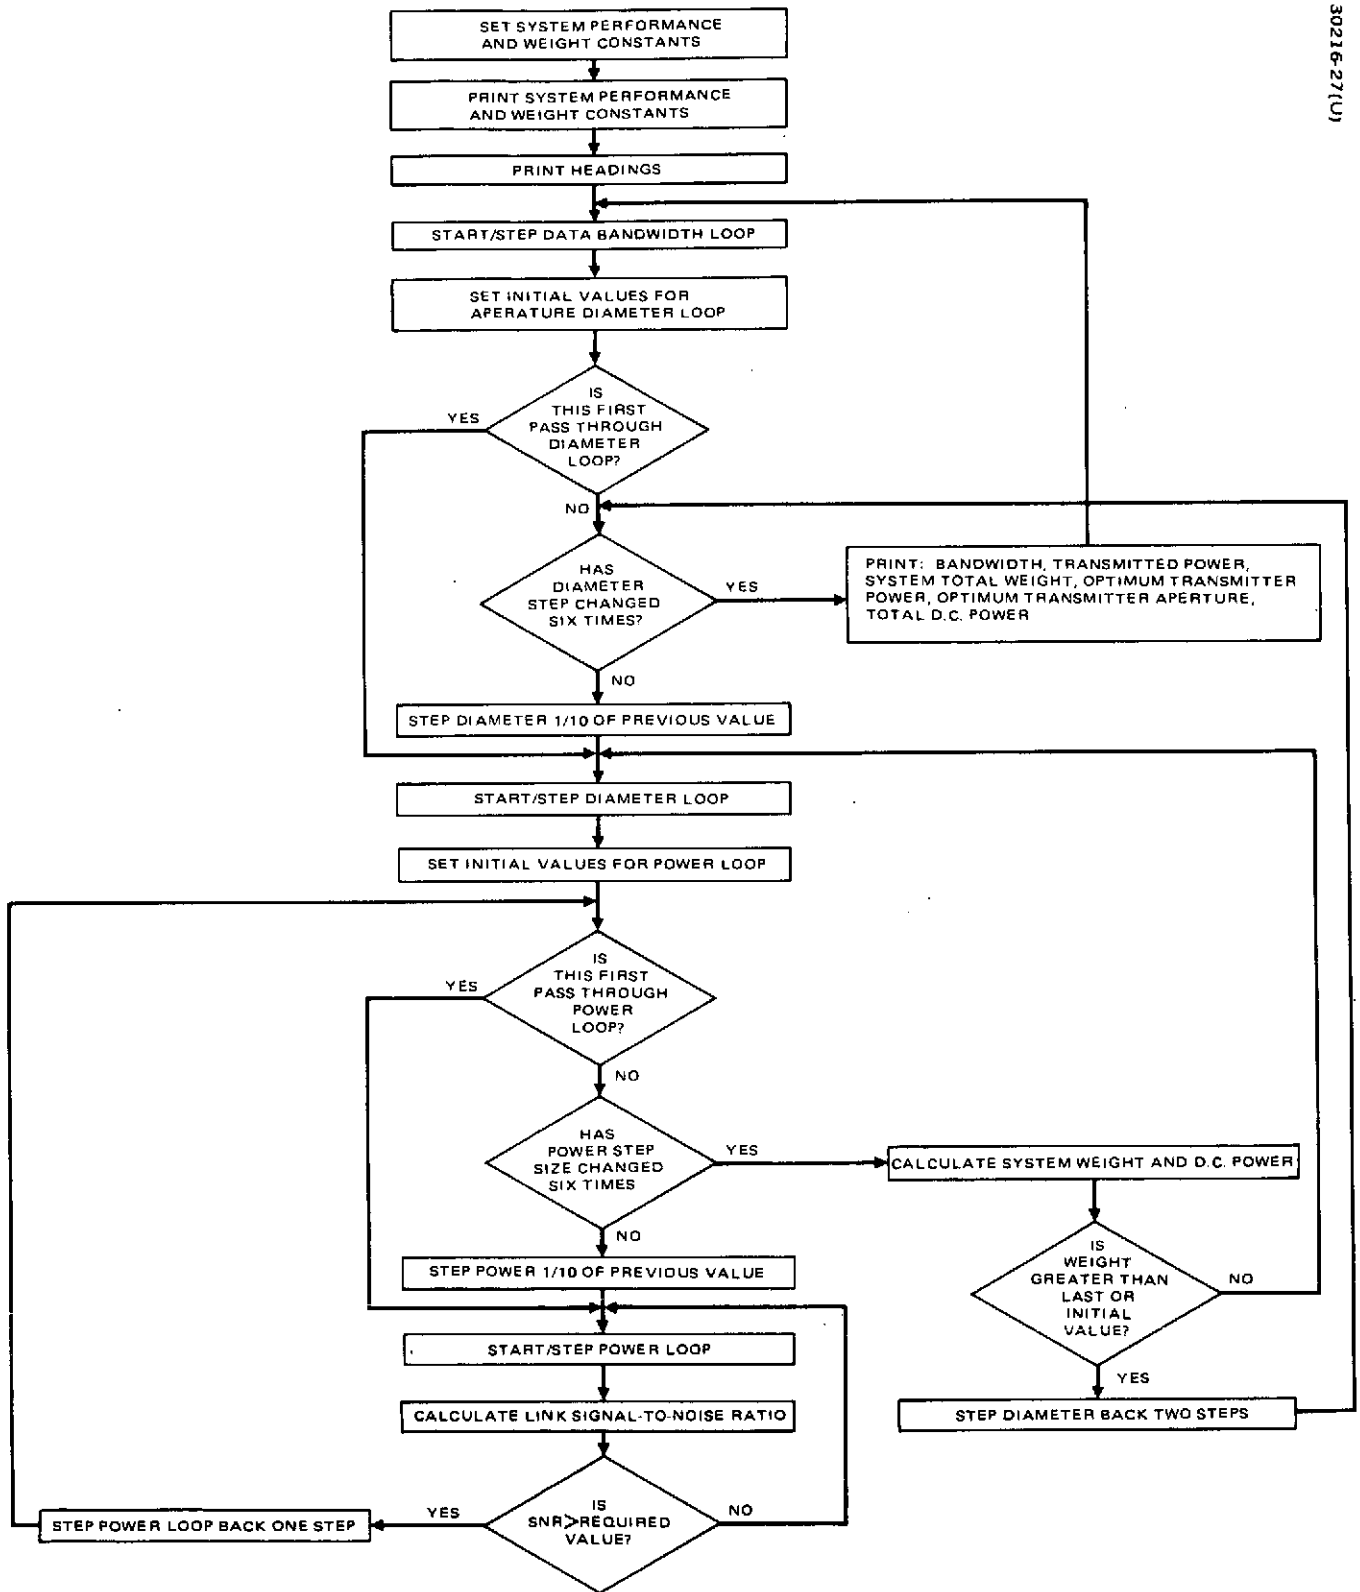 30216-27(U)
SET SYSTEM PERFORMANCE
AND WEIGHT CONSTANTS
PRINT SYSTEM PERFORMANCE
AND WEIGHT CONSTANTS
PRINT HEADINGS
START/STEP DATA BANDWIDTH LOOP
SET INITIAL VALUES FOR
APERATURE DIAMETER LOOP
IS
THIS FIRST
PASS THROUGH
DIAMETER
LOOP?
YES
NO
HAS
DIAMETER
STEP CHANGED
SIX TIMES?
YES
PRINT: BANDWIDTH, TRANSMITTED POWER,
SYSTEM TOTAL WEIGHT, OPTIMUM TRANSMITTER
POWER, OPTIMUM TRANSMITTER APERTURE,
TOTAL D.C. POWER
NO
STEP DIAMETER 1/10 OF PREVIOUS VALUE
START/STEP DIAMETER LOOP
SET INITIAL VALUES FOR POWER LOOP
IS
THIS FIRST
PASS THROUGH
POWER
LOOP?
YES
NO
HAS
POWER STEP
SIZE CHANGED
SIX TIMES
YES
CALCULATE SYSTEM WEIGHT AND D.C. POWER
NO
IS
WEIGHT
GREATER THAN
LAST OR
INITIAL
VALUE?
NO
YES
STEP DIAMETER BACK TWO STEPS
STEP POWER 1/10 OF PREVIOUS VALUE
START/STEP POWER LOOP
CALCULATE LINK SIGNAL-TO-NOISE RATIO
IS
SNR>REQUIRED
VALUE?
NO
YES
STEP POWER LOOP BACK ONE STEP